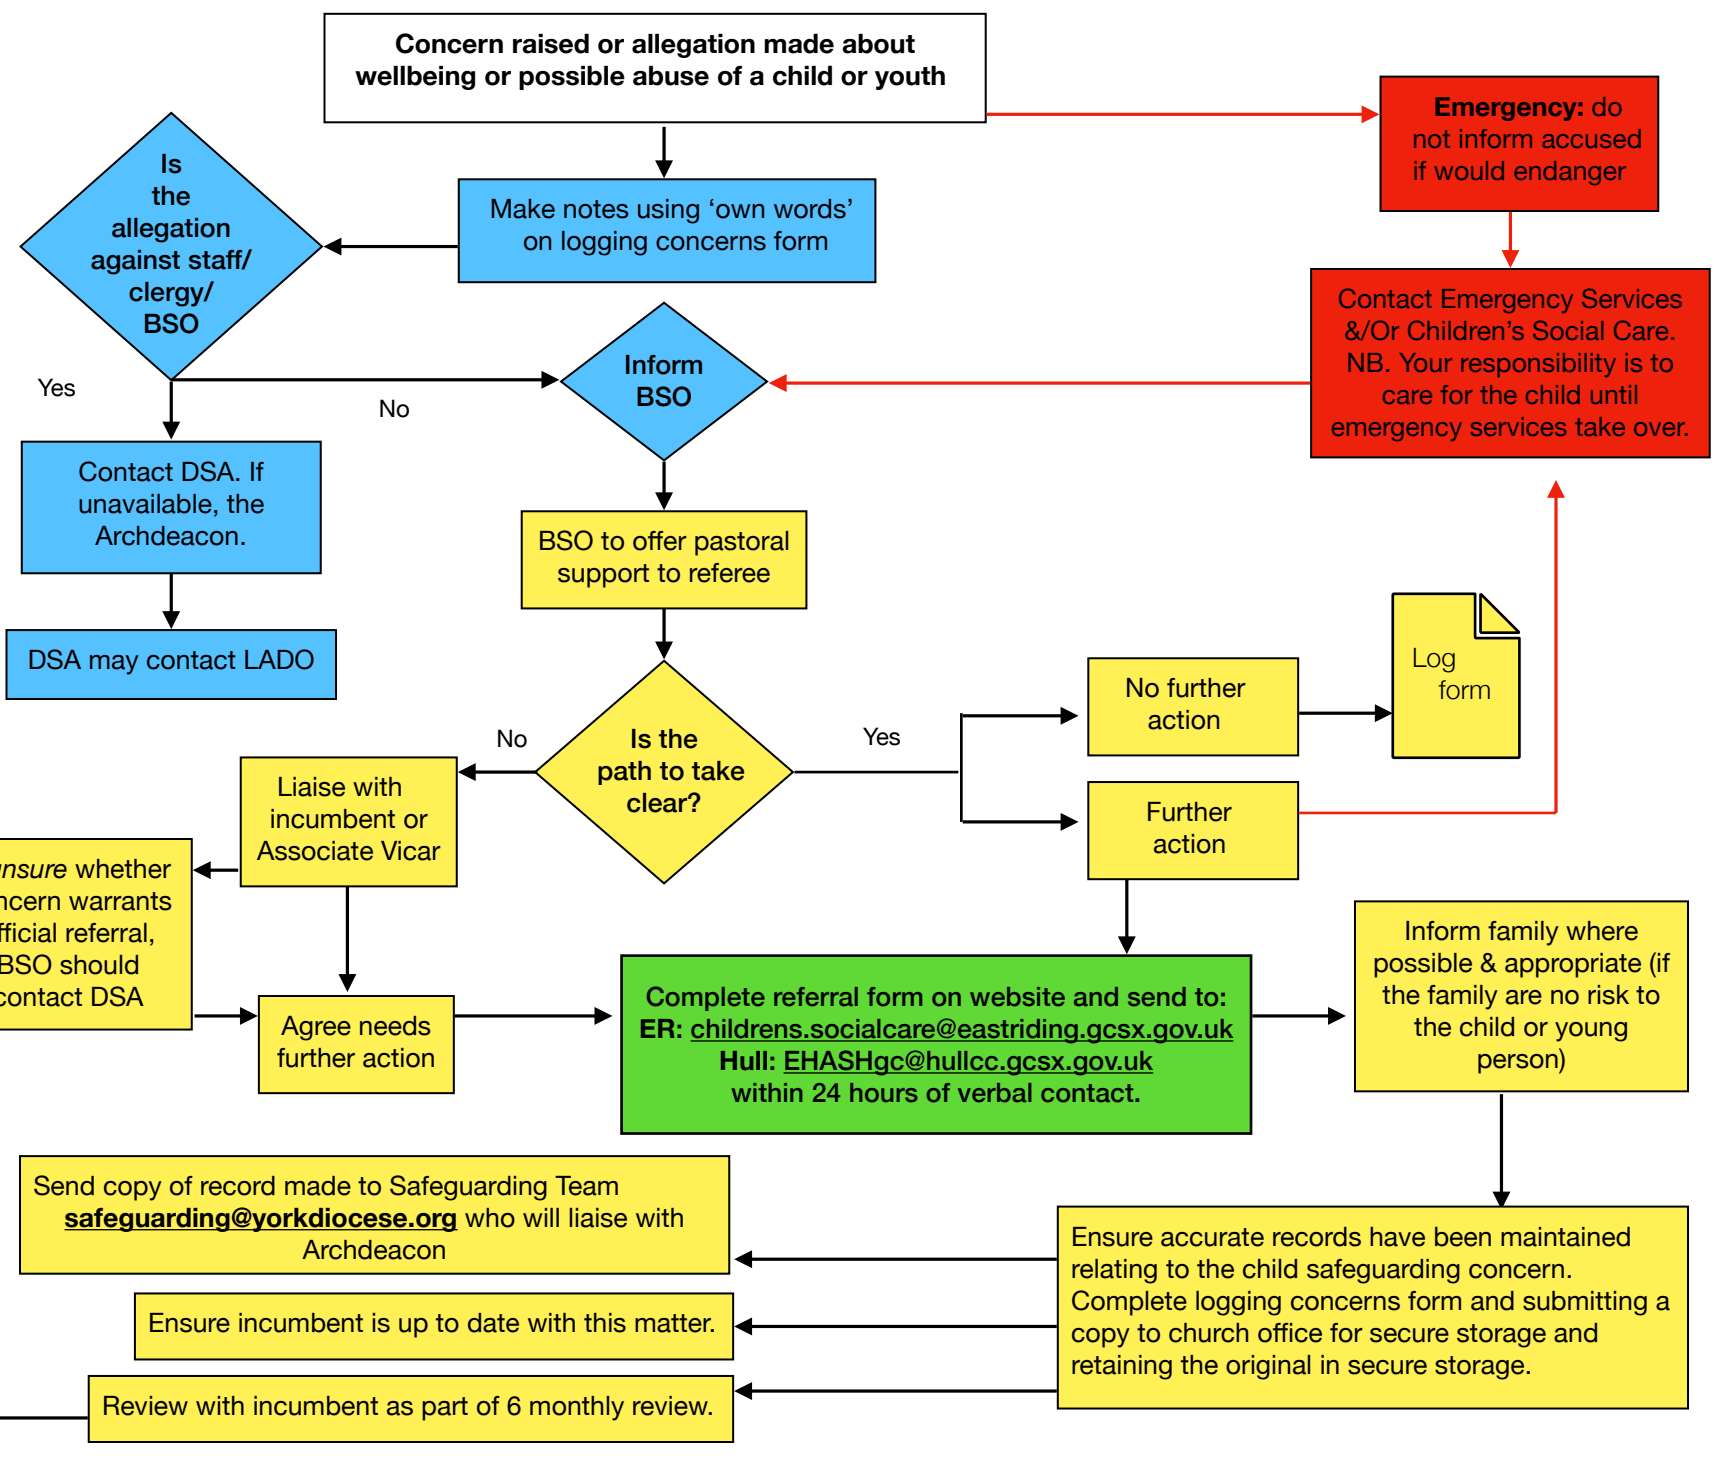 Concern raised or allegation made about
wellbeing or possible abuse of a child or youth
Emergency: do
not inform accused
if would endanger
Is
the
allegation
against staff/
clergy/
BSO
Make notes using ‘own words’
on logging concerns form
Contact Emergency Services
&/Or Children’s Social Care.
NB. Your responsibility is to
care for the child until
emergency services take over.
Inform
BSO
Yes
No
Contact DSA. If
unavailable, the
Archdeacon.
BSO to offer pastoral
support to referee
DSA may contact LADO
Is the
path to take
clear?
No
Yes
No further
action
Log
form
Further
action
Liaise with
incumbent or
Associate Vicar
whether
warrants
referral,
BSO should
contact DSA
Agree needs
further action
Complete referral form on website and send to:
ER: childrens.socialcare@eastriding.gcsx.gov.uk
Hull: EHASHgc@hullcc.gcsx.gov.uk
within 24 hours of verbal contact.
Inform family where
possible & appropriate (if
the family are no risk to
the child or young
person)
Send copy of record made to Safeguarding Team
safeguarding@yorkdiocese.org who will liaise with
Archdeacon
Ensure incumbent is up to date with this matter.
Review with incumbent as part of 6 monthly review.
Ensure accurate records have been maintained
relating to the child safeguarding concern.
Complete logging concerns form and submitting a
copy to church office for secure storage and
retaining the original in secure storage.